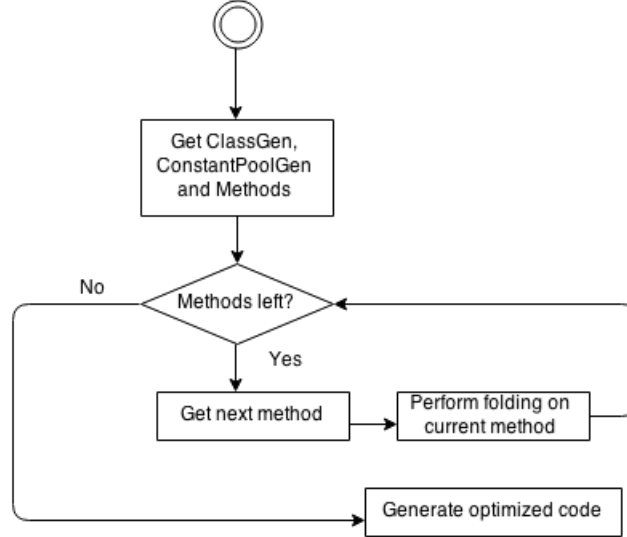 Get ClassGen,
ConstantPoolGen
and Methods
No
Methods left?
Yes
Get next method
Perform folding on
current method
Generate optimized code